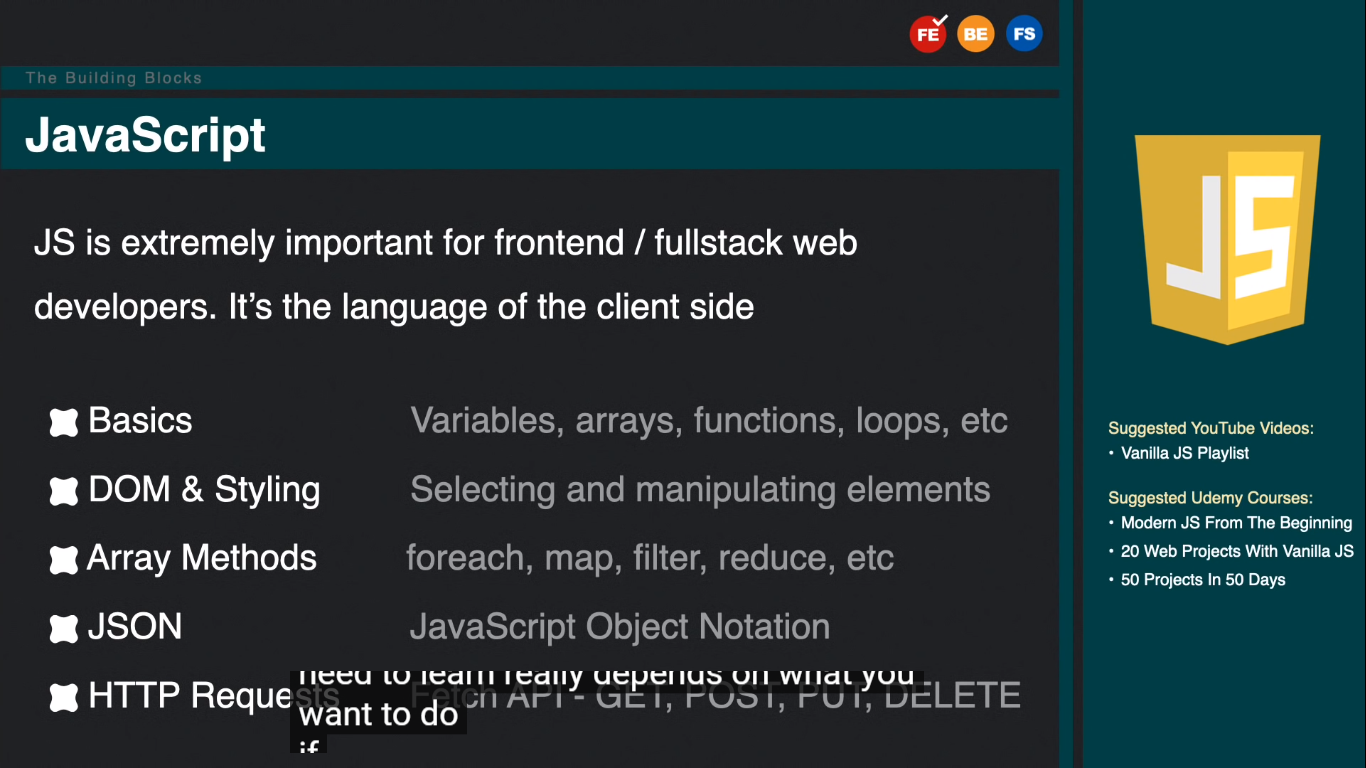 FE BE FS
The Building Blocks
JavaScript
JS is extremely important for frontend / fullstack web
developers. It's the language of the client side
Basics Variables, arrays, functions, loops, etc
DOM & Styling Selecting and manipulating elements
Array Methods foreach, map, filter, reduce, etc
JSON JavaScript Object Notation
HTTP Requests Fetch API - GET, POST, PUT, DELETE
need to learn really depends on what you
want to do
if
JS
Suggested YouTube Videos:
• Vanilla JS Playlist
Suggested Udemy Courses:
• Modern JS From The Beginning
• 20 Web Projects With Vanilla JS
• 50 Projects In 50 Days